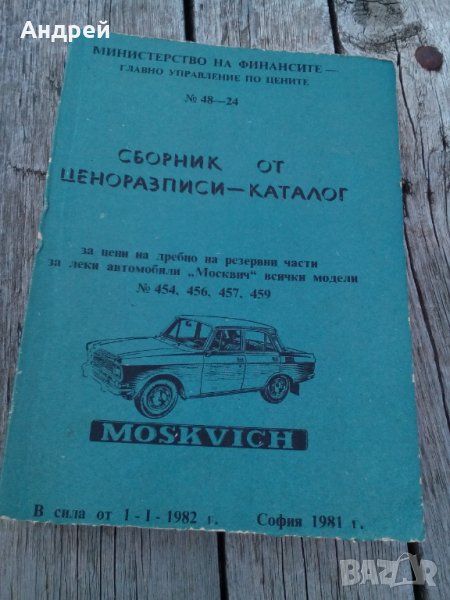 Андрей
МИНИСТЕРСТВО НА ФИНАНСИТЕ —
ГЛАВНО УПРАВЛЕНИЕ ПО ЦЕНИТЕ
№ 48—24
СБОРНИК ОТ
ЦЕНОРАЗПИСИ—КАТАЛОГ
за цени на дребно на резервни части
за леки автомобили „Москвич“ всички модели
№ 454, 456, 457, 459
MOSKVICH
В сила от 1-I-1982 г. София 1981 г.
BAZAR